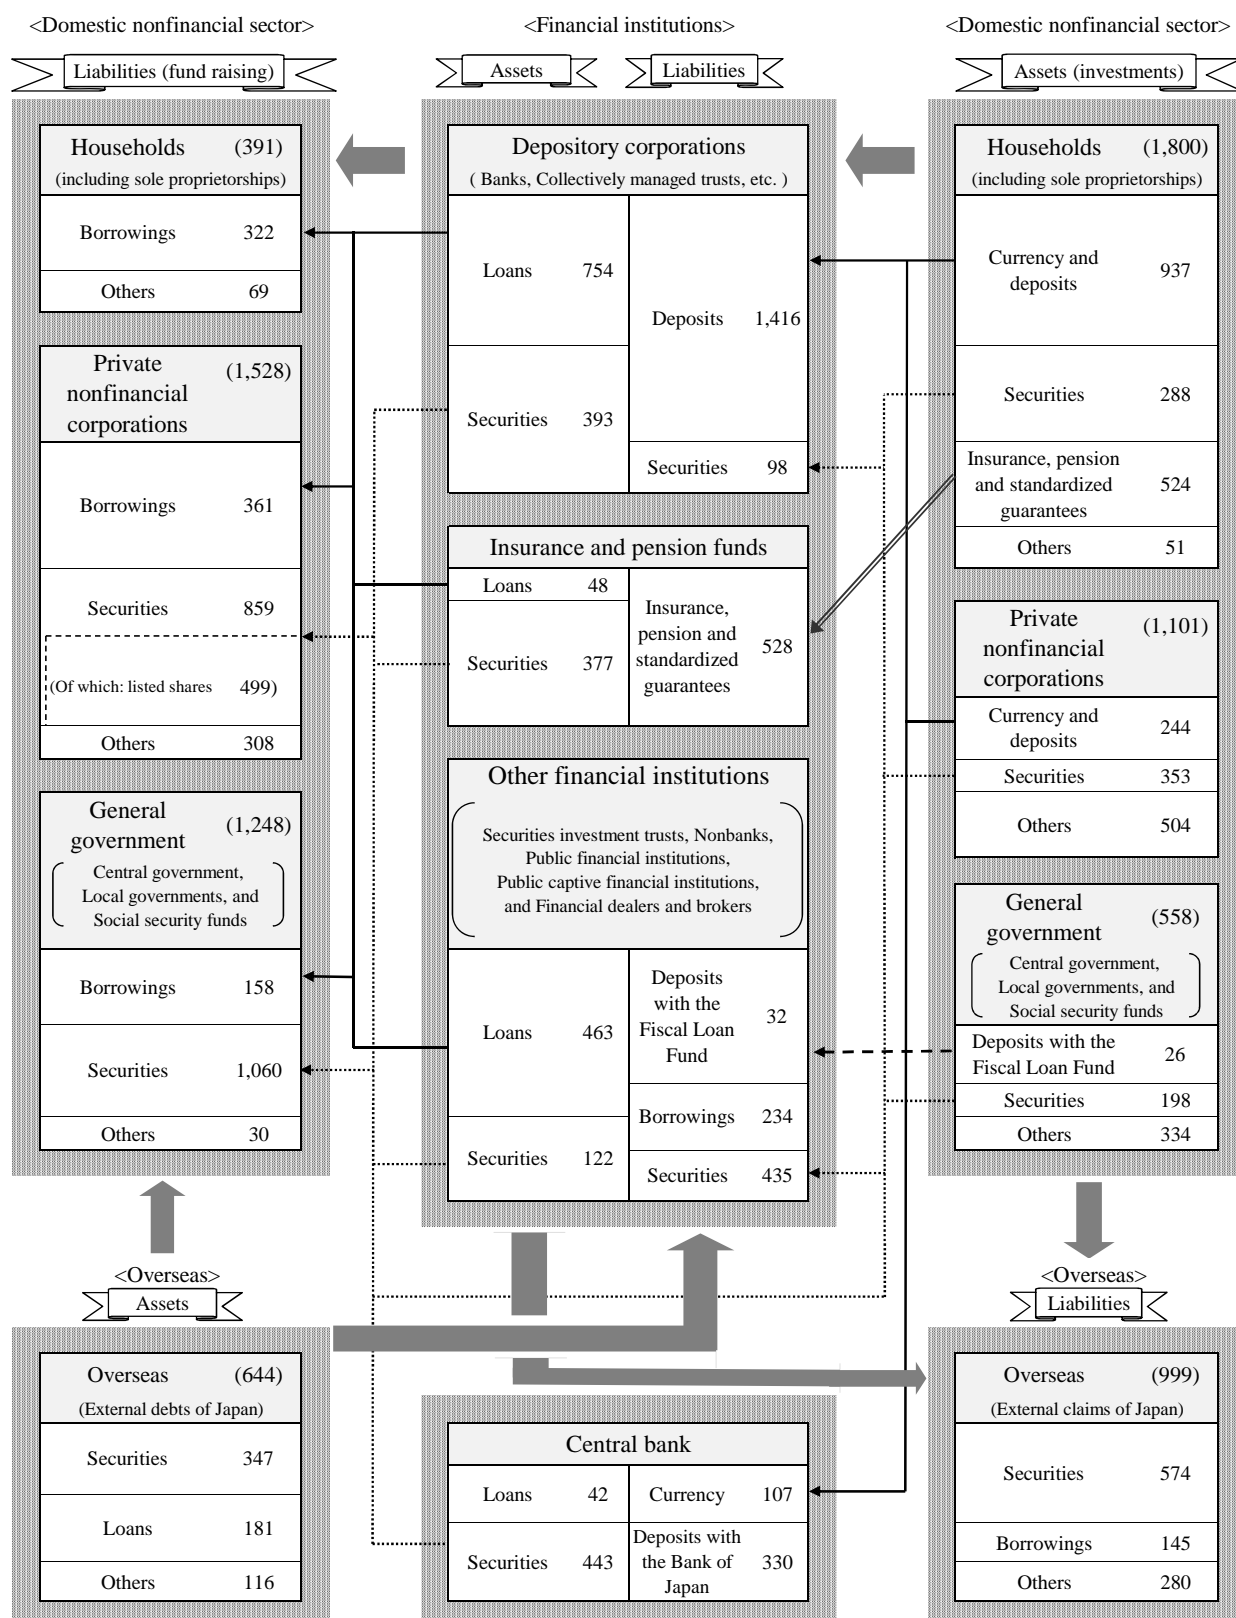 <Domestic nonfinancial sector>
Liabilities (fund raising)
Households (391)
(including sole proprietorships)
Borrowings 322
Others 69
Private
nonfinancial
corporations
(1,528)
Borrowings 361
Securities 859
(Of which: listed shares 499)
Others 308
General
government
(1,248)
Central government,
Local governments, and
Social security funds
Borrowings 158
Securities 1,060
Others 30
<Overseas>
Assets
Overseas (644)
(External debts of Japan)
Securities 347
Loans 181
Others 116
<Financial institutions>
Assets
Liabilities
Depository corporations
( Banks, Collectively managed trusts, etc. )
Loans 754
Securities 393
Deposits 1,416
Securities 98
Insurance and pension funds
Loans 48
Securities 377
Insurance,
pension and
standardized
guarantees
528
Other financial institutions
Securities investment trusts, Nonbanks,
Public financial institutions,
Public captive financial institutions,
and Financial dealers and brokers
Loans 463
Securities 122
Deposits
with the
Fiscal Loan
Fund
32
Borrowings 234
Securities 435
Central bank
Loans 42
Securities 443
Currency 107
Deposits with
the Bank of
Japan
330
<Domestic nonfinancial sector>
Assets (investments)
Households (1,800)
(including sole proprietorships)
Currency and
deposits
937
Securities 288
Insurance, pension
and standardized
guarantees
524
Others 51
Private
nonfinancial
corporations
(1,101)
Currency and
deposits
244
Securities 353
Others 504
General
government
(558)
Central government,
Local governments, and
Social security funds
Deposits with the
Fiscal Loan Fund
26
Securities 198
Others 334
<Overseas>
Liabilities
Overseas (999)
(External claims of Japan)
Securities 574
Borrowings 145
Others 280